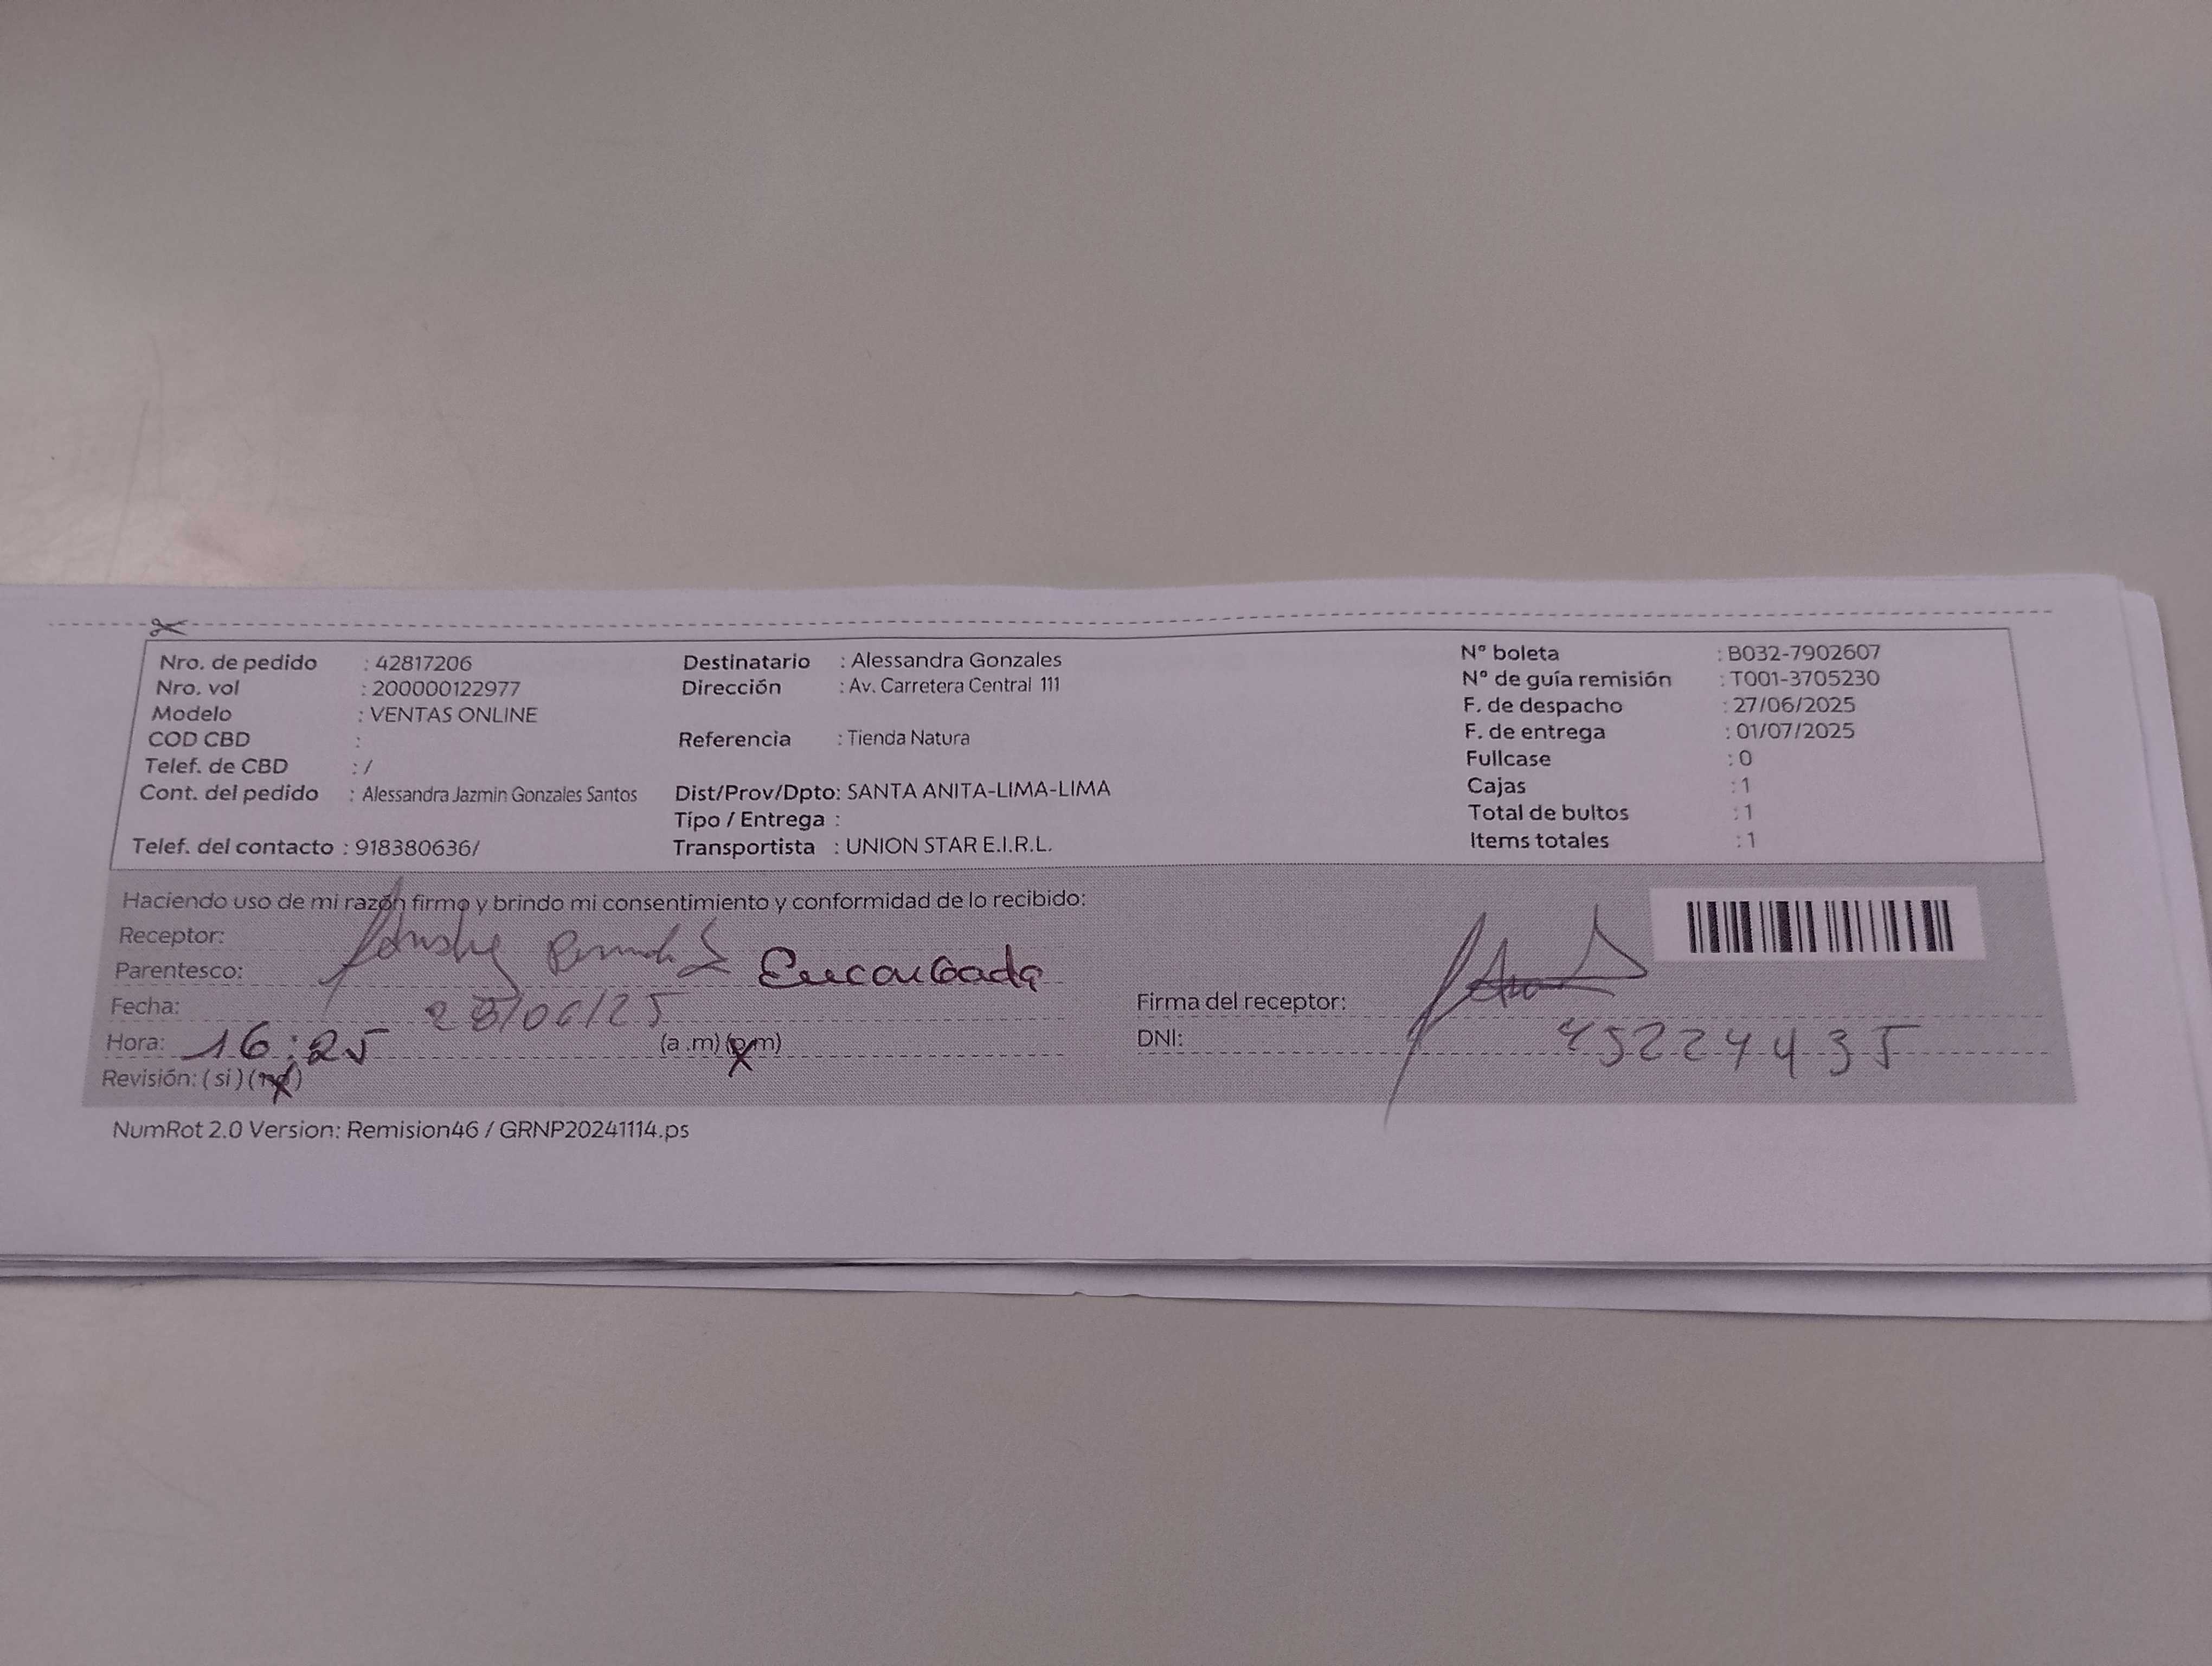 Nro. de pedido : 42817206
Nro. vol : 200000122977
Modelo : VENTAS ONLINE
COD CBD :
Telef. de CBD : /
Cont. del pedido : Alessandra Jazmin Gonzales Santos
Telef. del contacto : 918380636/
Destinatario : Alessandra Gonzales
Dirección : Av. Carretera Central 111
Referencia : Tienda Natura
Dist/Prov/Dpto: SANTA ANITA-LIMA-LIMA
Tipo / Entrega :
Transportista : UNION STAR E.I.R.L.
Nº boleta : B032-7902607
Nº de guía remisión : T001-3705230
F. de despacho : 27/06/2025
F. de entrega : 01/07/2025
Fullcase : 0
Cajas : 1
Total de bultos : 1
Items totales : 1
Haciendo uso de mi razón firmo y brindo mi consentimiento y conformidad de lo recibido:
Receptor:
Parentesco: Encargada
Fecha: 28/06/25
Hora: 16:25 (a.m) (p.m)
Revisión: (si) (no)
Firma del receptor:
DNI: 45224435
NumRot 2.0 Version: Remision46 / GRNP20241114.ps